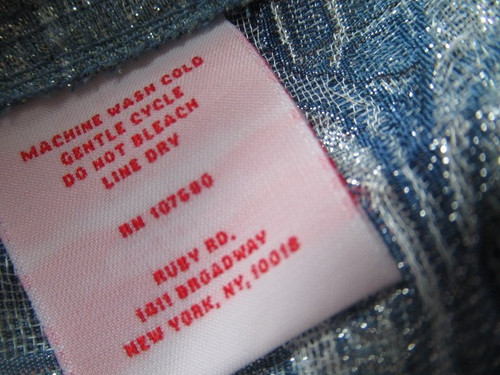 MACHINE WASH COLD
GENTLE CYCLE
DO NOT BLEACH
LINE DRY
RN 107680
RUBY RD.
1411 BROADWAY
NEW YORK, NY, 10018